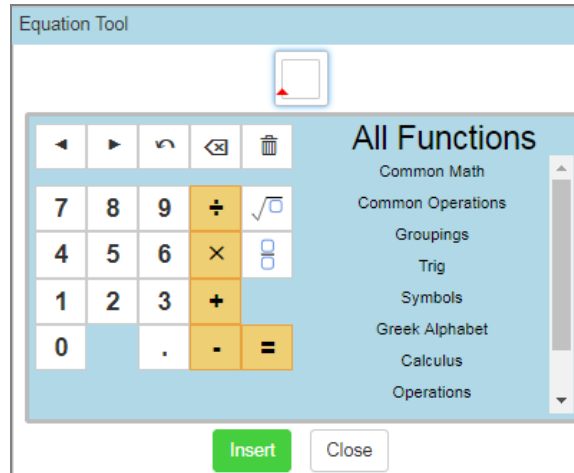 Equation Tool
All Functions
Common Math
7 8 9 ÷ √
Common Operations
4 5 6 ×
Groupings
Trig
1 2 3 +
Symbols
Greek Alphabet
0 . - =
Calculus
Operations
Insert Close